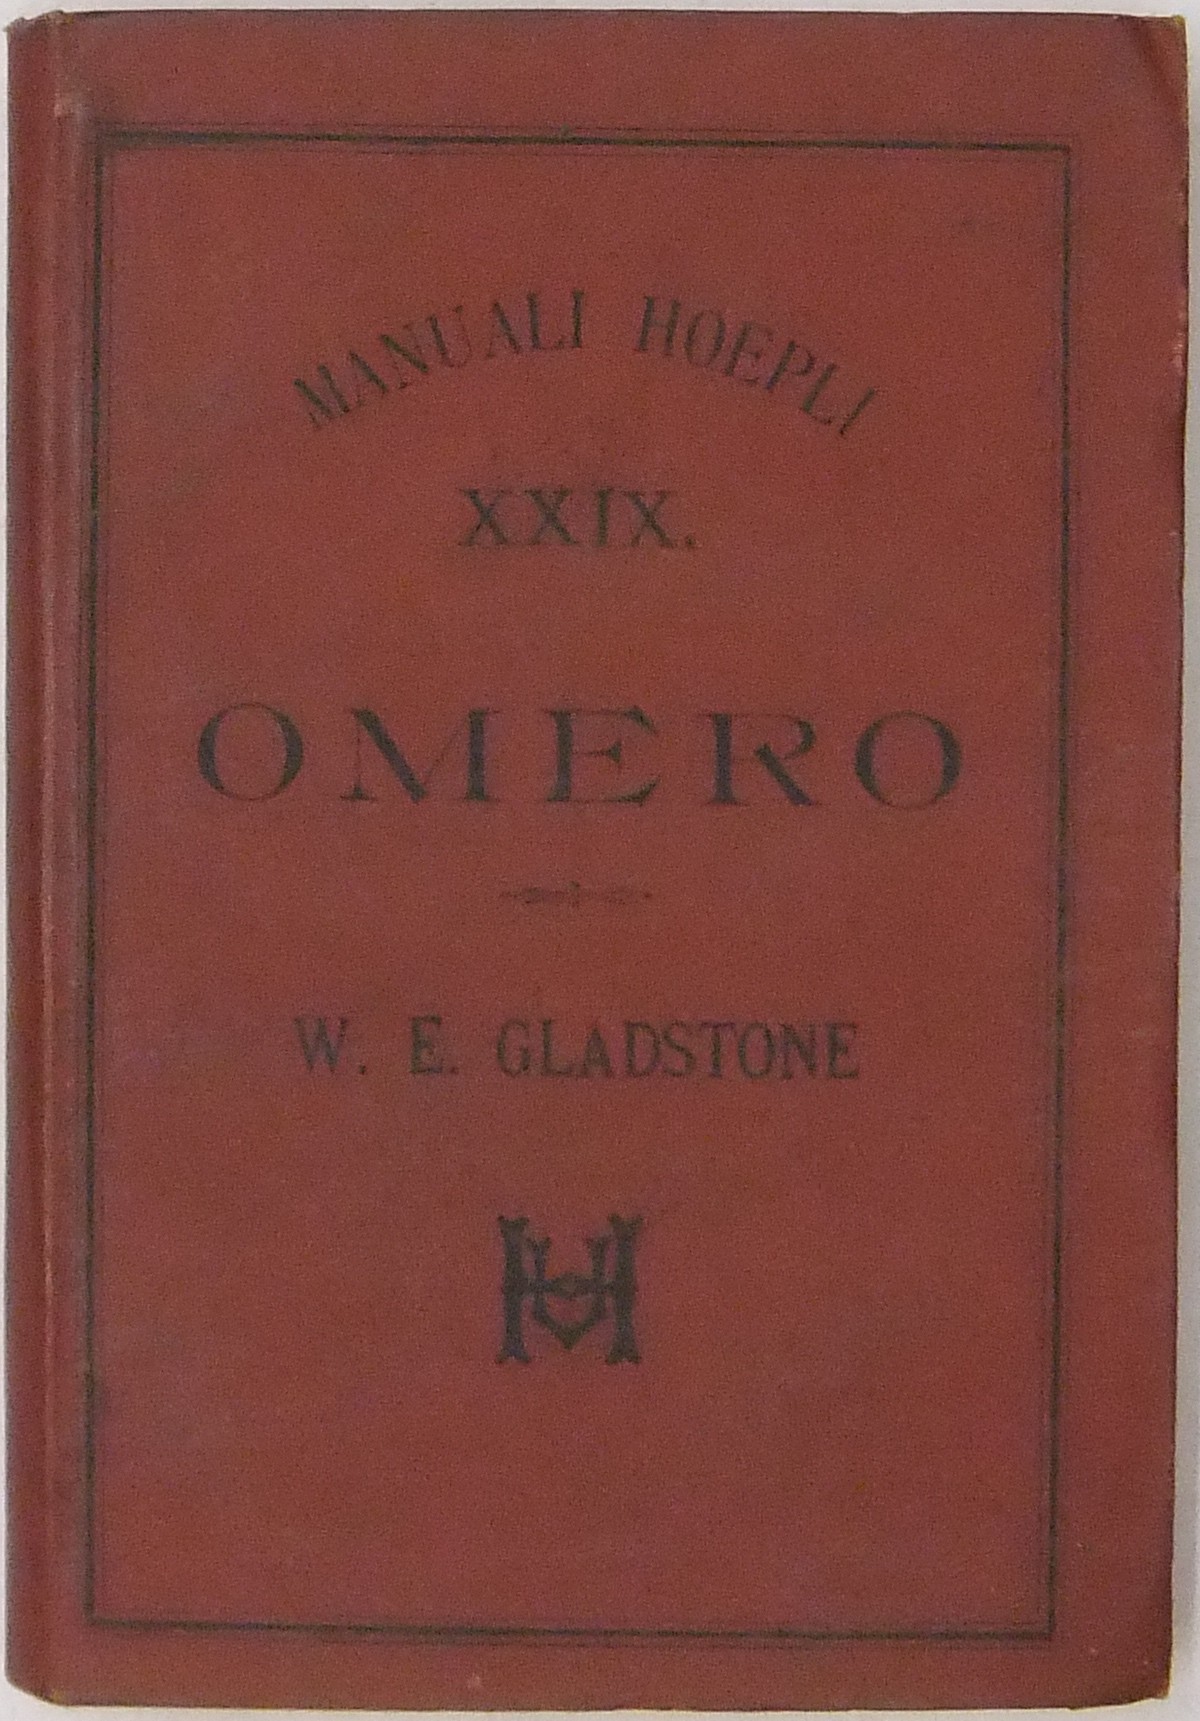 MANUALI HOEPLI
XXIX.
OMERO
W. E. GLADSTONE